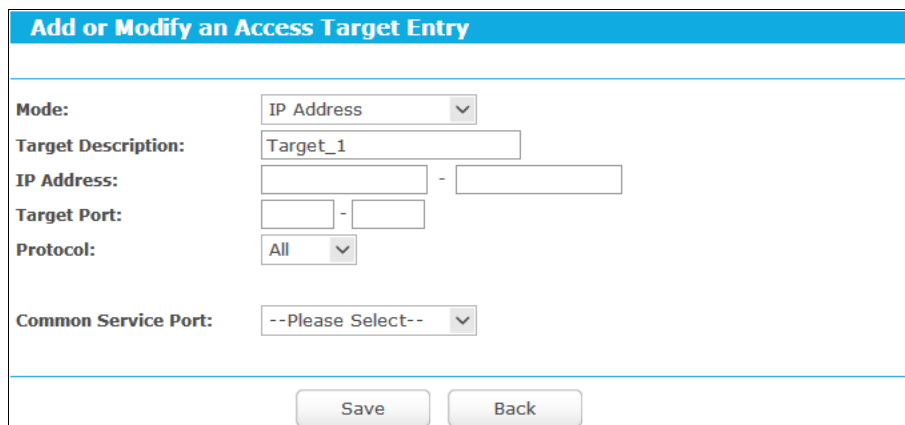 Add or Modify an Access Target Entry
Mode: IP Address
Target Description: Target_1
IP Address: -
Target Port: -
Protocol: All
Common Service Port: --Please Select--
Save Back